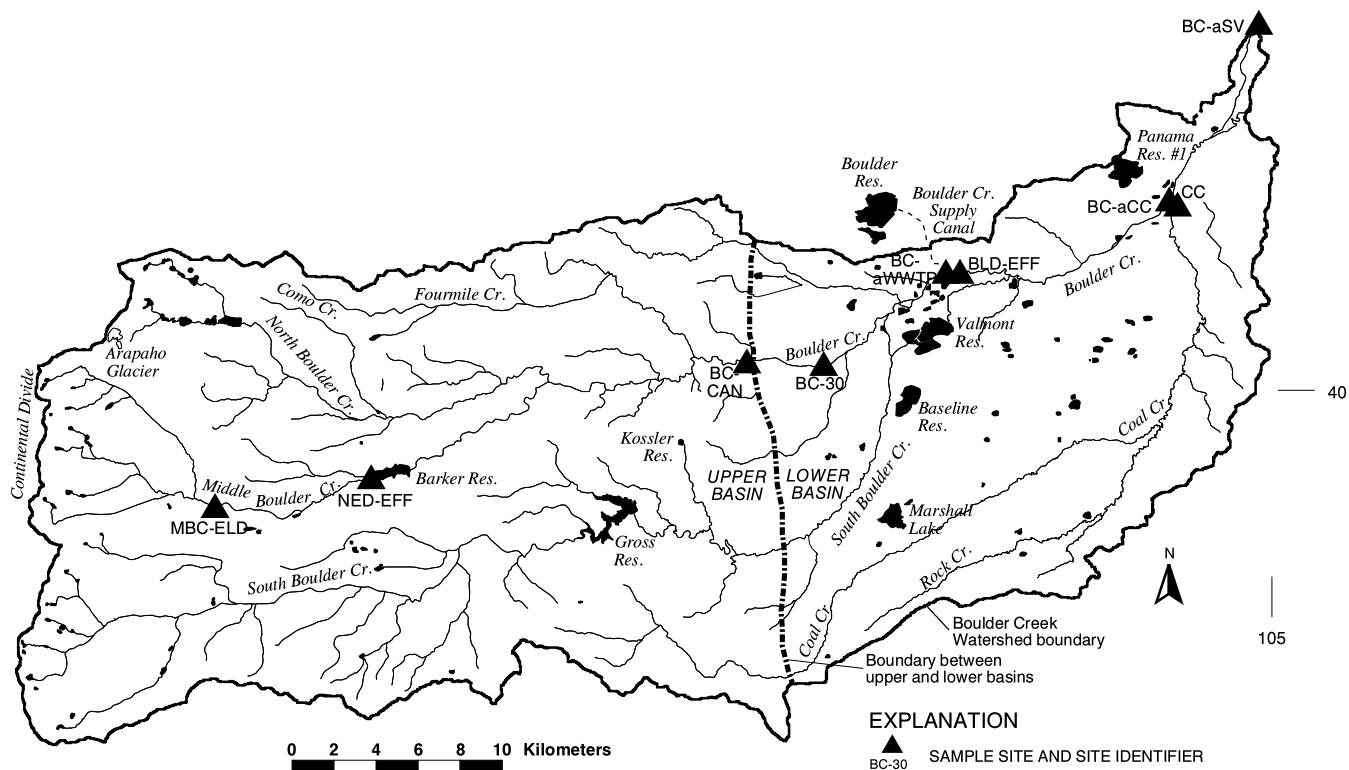 BC-aSV
Panama
Res. #1
Boulder
Res.
Boulder Cr.
Supply
Canal
CC
BC-aCC
BC-
aWWTP
BLD-EFF
Boulder Cr.
Como Cr.
Fourmile Cr.
North Boulder Cr.
Arapaho
Glacier
Continental Divide
Valmont
Res.
Boulder Cr.
BC-
CAN
BC-30
40
Baseline
Res.
Coal Cr.
Kossler
Res.
UPPER
BASIN
LOWER
BASIN
Middle Boulder Cr.
Barker Res.
NED-EFF
MBC-ELD
South Boulder Cr.
Marshall
Lake
Gross
Res.
South Boulder Cr.
Rock Cr.
N
Coal Cr.
Boulder Creek
Watershed boundary
105
Boundary between
upper and lower basins
EXPLANATION
BC-30
SAMPLE SITE AND SITE IDENTIFIER
0 2 4 6 8 10 Kilometers